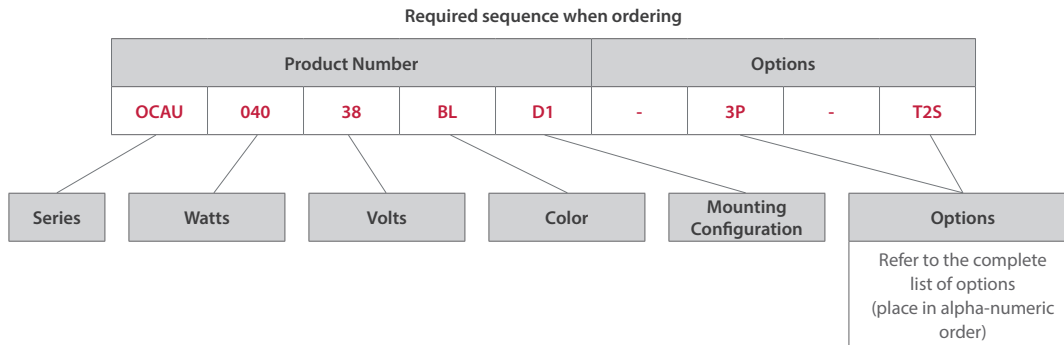 Required sequence when ordering
Product Number Options
OCAU 040 38 BL D1 - 3P - T2S
Series Watts Volts Color Mounting Configuration Options
Refer to the complete
list of options
(place in alpha-numeric
order)